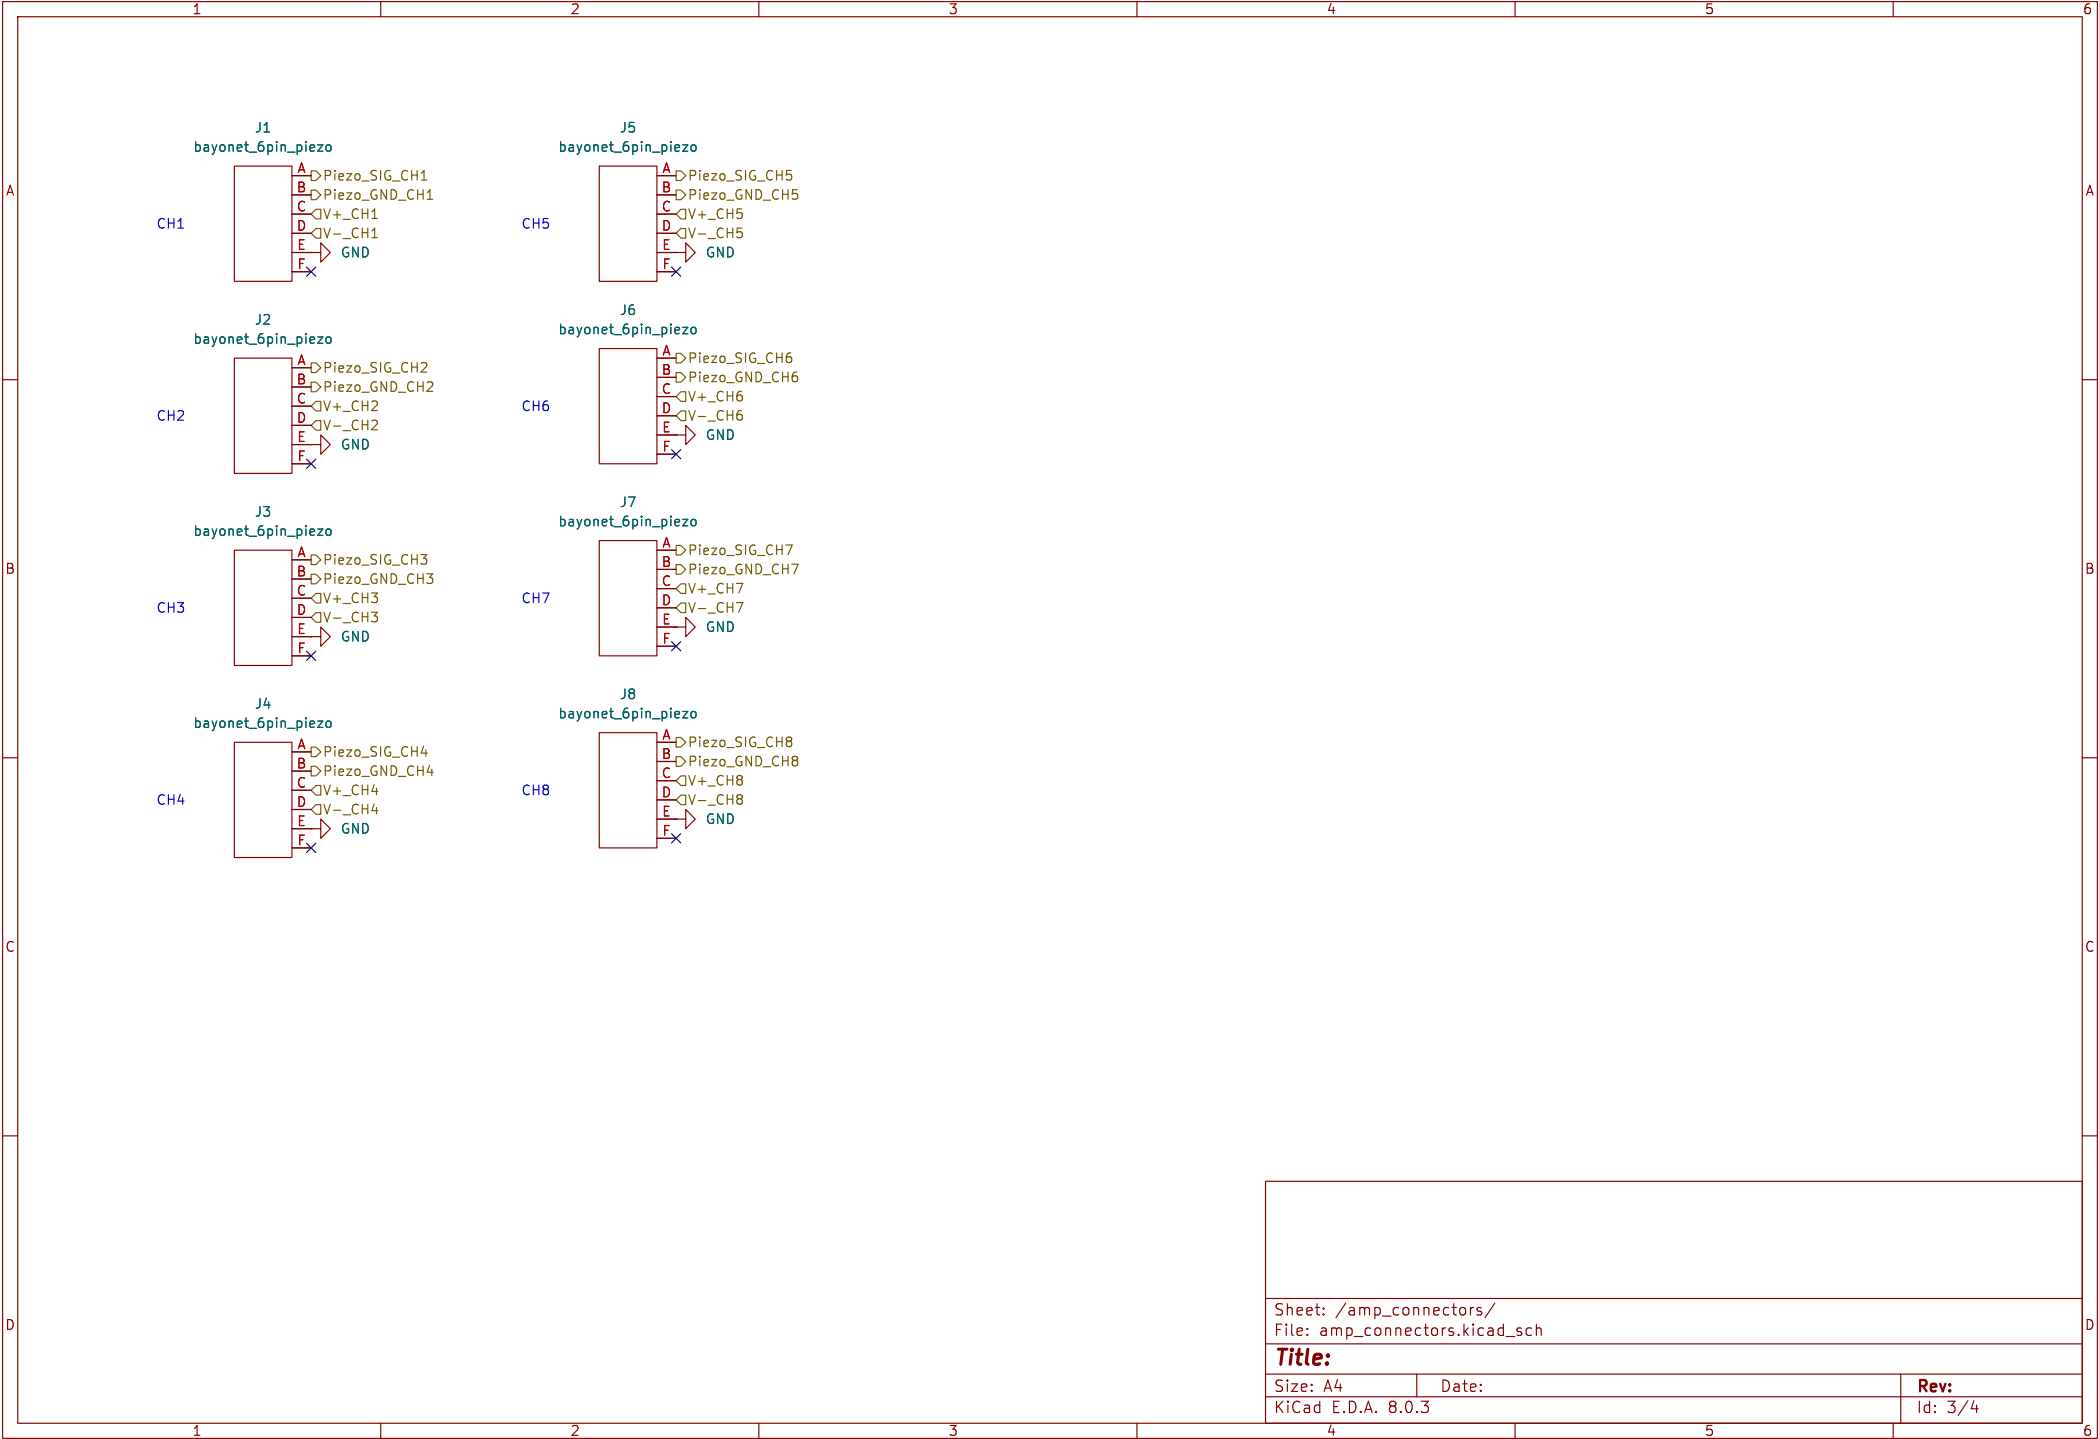 1 2 3 4 5 6
A A
B B
C C
D D
J1
bayonet_6pin_piezo
CH1
A Piezo_SIG_CH1
B Piezo_GND_CH1
C V+_CH1
D V-_CH1
E GND
F
J2
bayonet_6pin_piezo
CH2
A Piezo_SIG_CH2
B Piezo_GND_CH2
C V+_CH2
D V-_CH2
E GND
F
J3
bayonet_6pin_piezo
CH3
A Piezo_SIG_CH3
B Piezo_GND_CH3
C V+_CH3
D V-_CH3
E GND
F
J4
bayonet_6pin_piezo
CH4
A Piezo_SIG_CH4
B Piezo_GND_CH4
C V+_CH4
D V-_CH4
E GND
F
J5
bayonet_6pin_piezo
CH5
A Piezo_SIG_CH5
B Piezo_GND_CH5
C V+_CH5
D V-_CH5
E GND
F
J6
bayonet_6pin_piezo
CH6
A Piezo_SIG_CH6
B Piezo_GND_CH6
C V+_CH6
D V-_CH6
E GND
F
J7
bayonet_6pin_piezo
CH7
A Piezo_SIG_CH7
B Piezo_GND_CH7
C V+_CH7
D V-_CH7
E GND
F
J8
bayonet_6pin_piezo
CH8
A Piezo_SIG_CH8
B Piezo_GND_CH8
C V+_CH8
D V-_CH8
E GND
F
Sheet: /amp_connectors/
File: amp_connectors.kicad_sch
Title:
Size: A4 Date: Rev:
KiCad E.D.A. 8.0.3 Id: 3/4
1 2 3 4 5 6